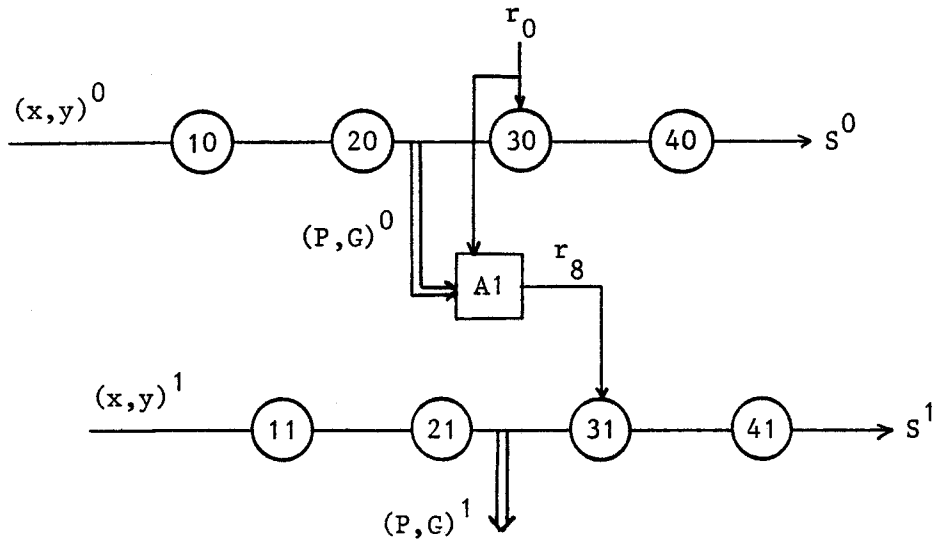 r₀
(x,y)⁰
10
20
30
40
S⁰
(P,G)⁰
A1
r₈
(x,y)¹
11
21
31
41
S¹
(P,G)¹